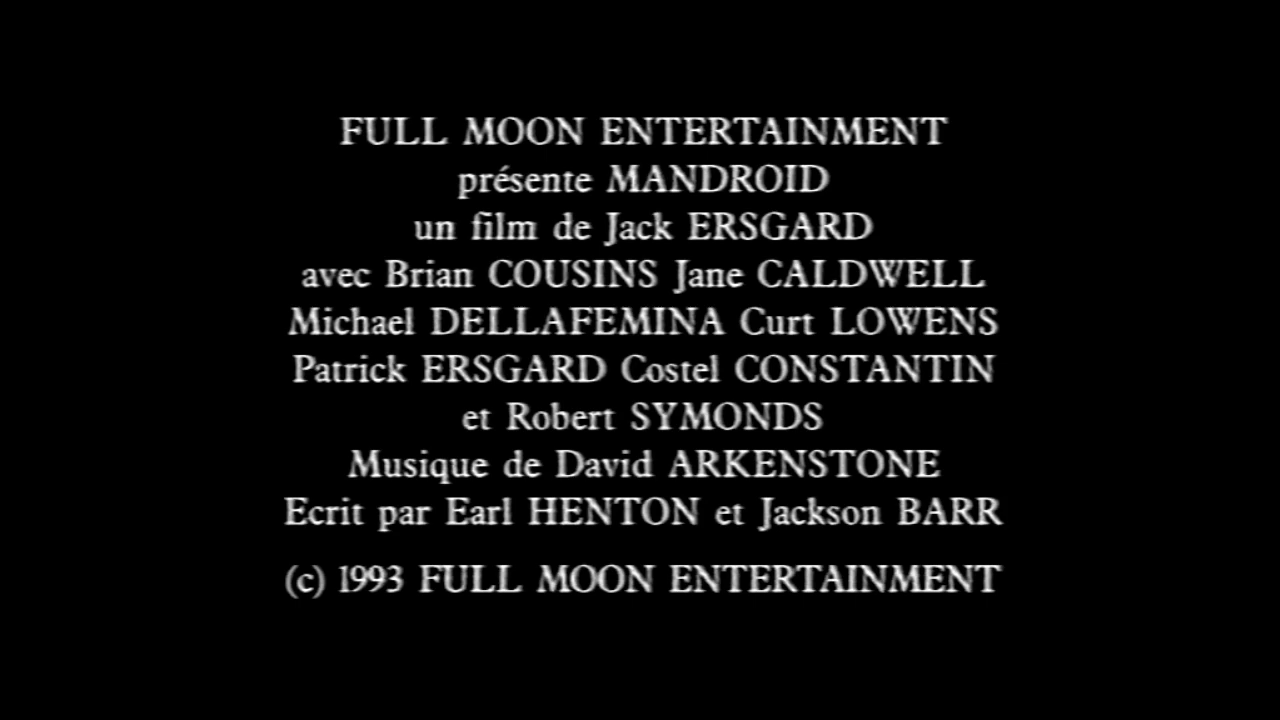 FULL MOON ENTERTAINMENT
présente MANDROID
un film de Jack ERSGARD
avec Brian COUSINS Jane CALDWELL
Michael DELLAFEMINA Curt LOWENS
Patrick ERSGARD Costel CONSTANTIN
et Robert SYMONDS
Musique de David ARKENSTONE
Ecrit par Earl HENTON et Jackson BARR
(c) 1993 FULL MOON ENTERTAINMENT